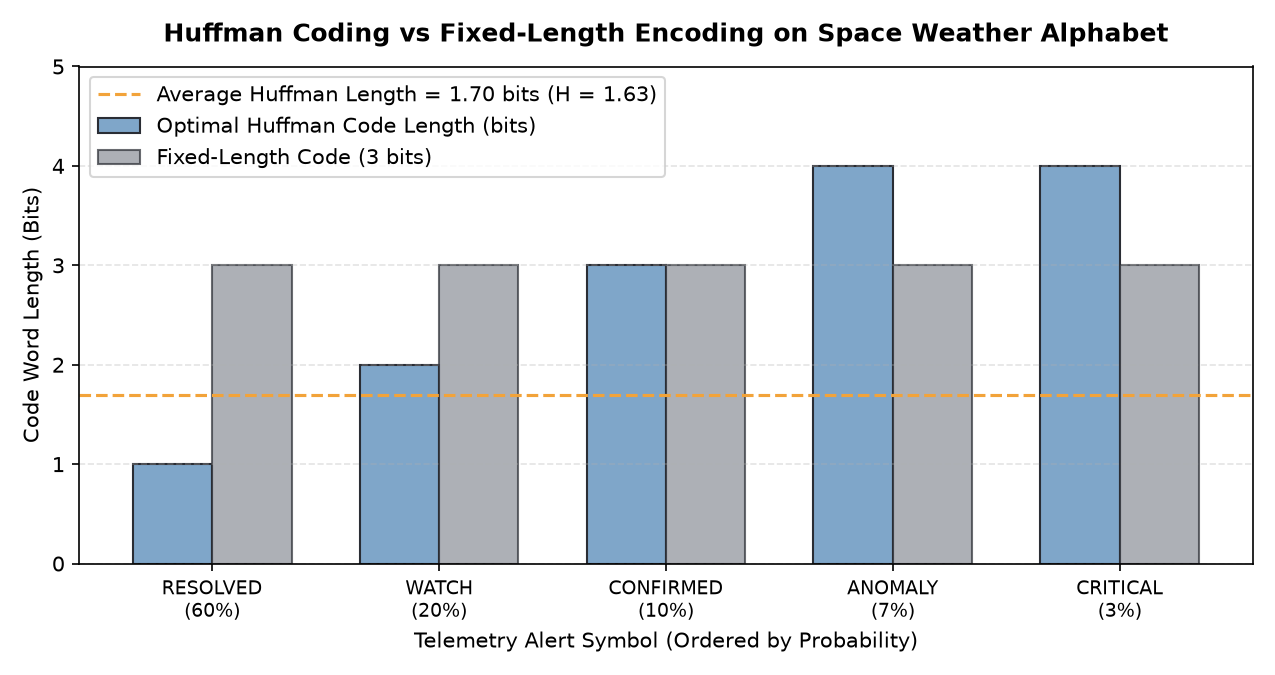 Huffman Coding vs Fixed-Length Encoding on Space Weather Alphabet
Average Huffman Length = 1.70 bits (H = 1.63)
Optimal Huffman Code Length (bits)
Fixed-Length Code (3 bits)
Code Word Length (Bits)
5
4
3
2
1
0
RESOLVED
(60%)
WATCH
(20%)
CONFIRMED
(10%)
ANOMALY
(7%)
CRITICAL
(3%)
Telemetry Alert Symbol (Ordered by Probability)